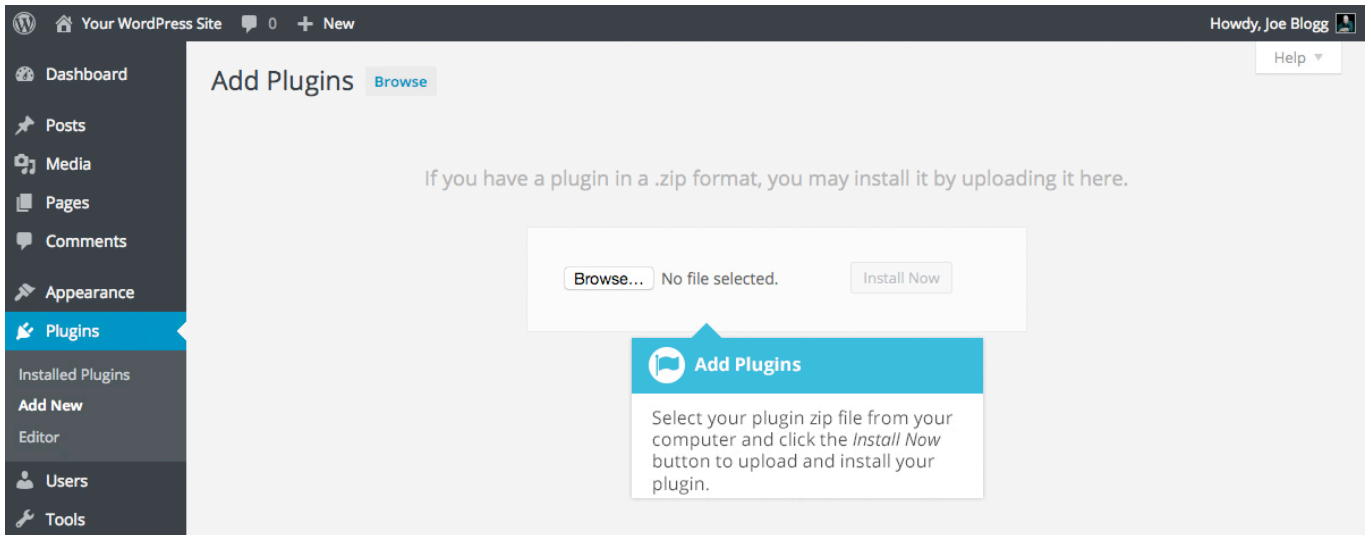 Your WordPress Site 0 + New Howdy, Joe Blogg
Help
Dashboard
Posts
Media
Pages
Comments
Appearance
Plugins
Installed Plugins
Add New
Editor
Users
Tools
Add Plugins Browse
If you have a plugin in a .zip format, you may install it by uploading it here.
Browse... No file selected. Install Now
Add Plugins
Select your plugin zip file from your
computer and click the Install Now
button to upload and install your
plugin.